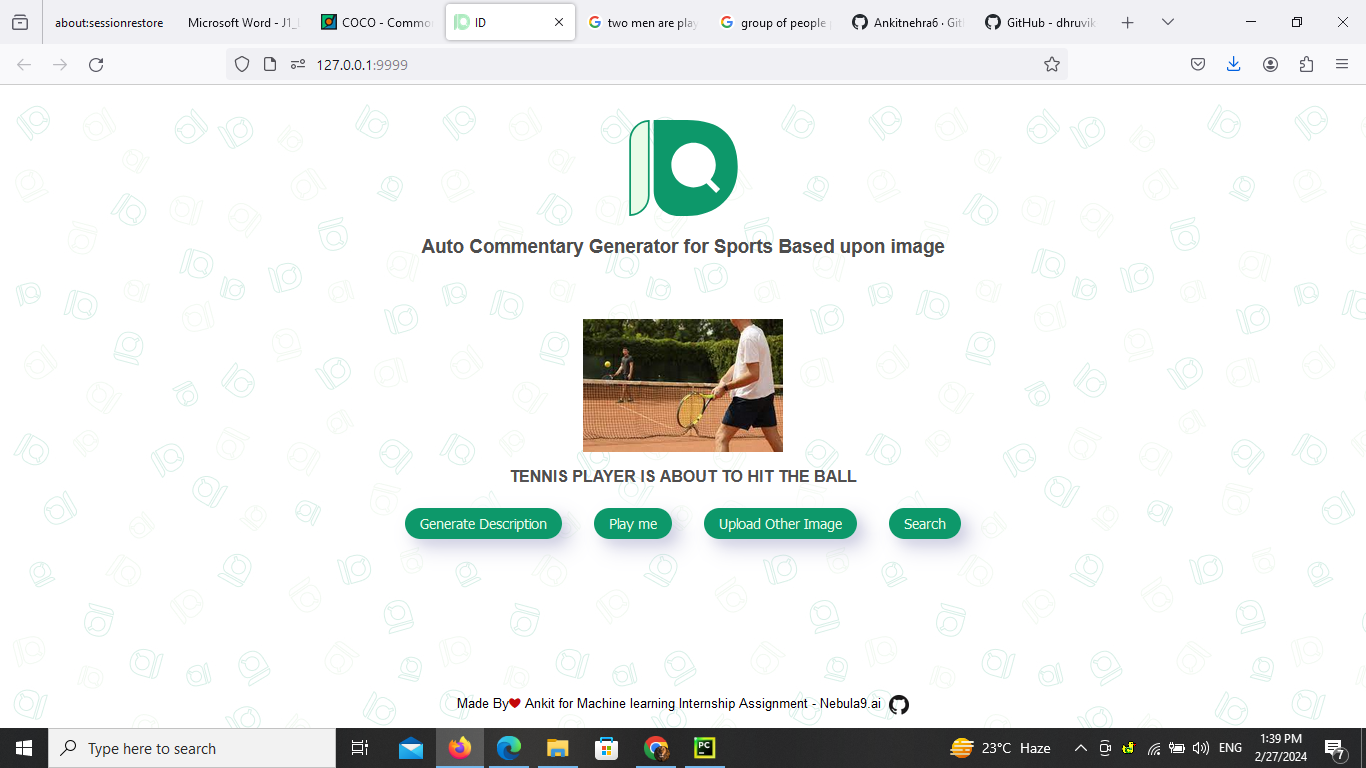 about:sessionrestore
Microsoft Word - J1_
COCO - Commo
ID
two men are play
group of people
Ankitnehra6 · Git
GitHub - dhruvik
127.0.0.1:9999
Auto Commentary Generator for Sports Based upon image
TENNIS PLAYER IS ABOUT TO HIT THE BALL
Generate Description
Play me
Upload Other Image
Search
Made By Ankit for Machine learning Internship Assignment - Nebula9.ai
Type here to search
PC
23°C Haze
ENG
1:39 PM
2/27/2024
7